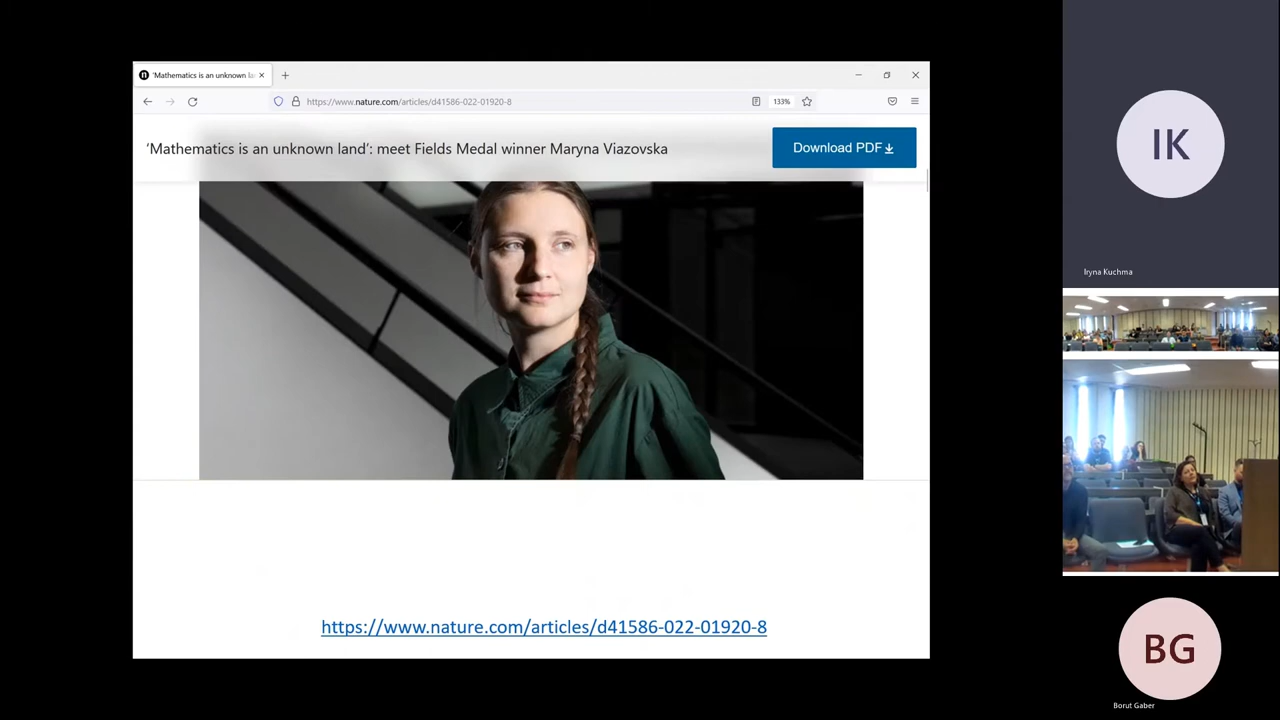 'Mathematics is an unknown la
https://www.nature.com/articles/d41586-022-01920-8
133%
'Mathematics is an unknown land': meet Fields Medal winner Maryna Viazovska
Download PDF
https://www.nature.com/articles/d41586-022-01920-8
IK
Iryna Kuchma
BG
Borut Gaber